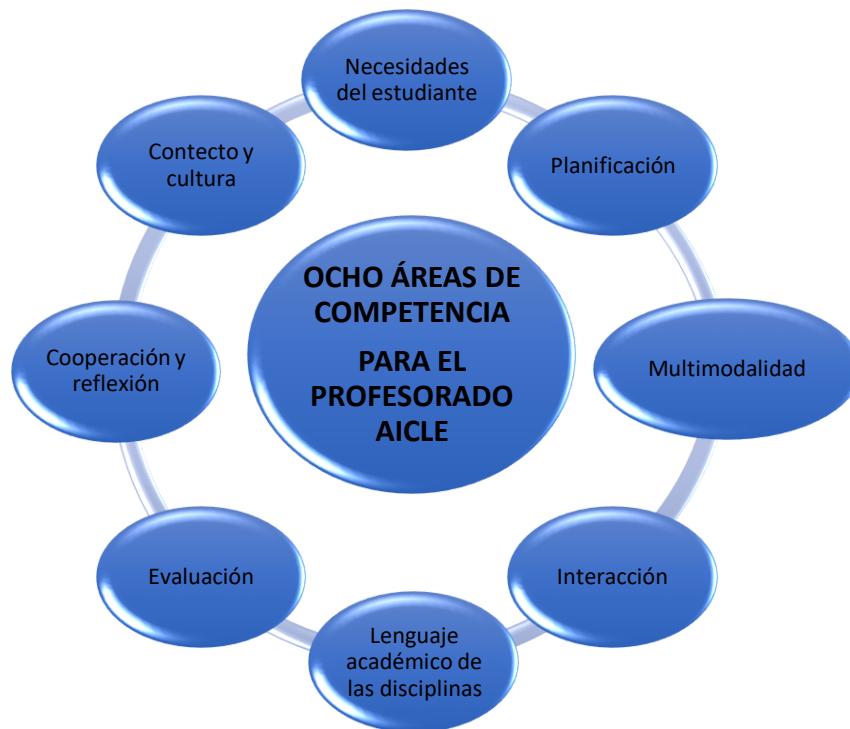 Necesidades
del estudiante
Planificación
Multimodalidad
Interacción
Lenguaje
académico de
las disciplinas
Evaluación
Cooperación y
reflexión
Contecto y
cultura
OCHO ÁREAS DE
COMPETENCIA
PARA EL
PROFESORADO
AICLE